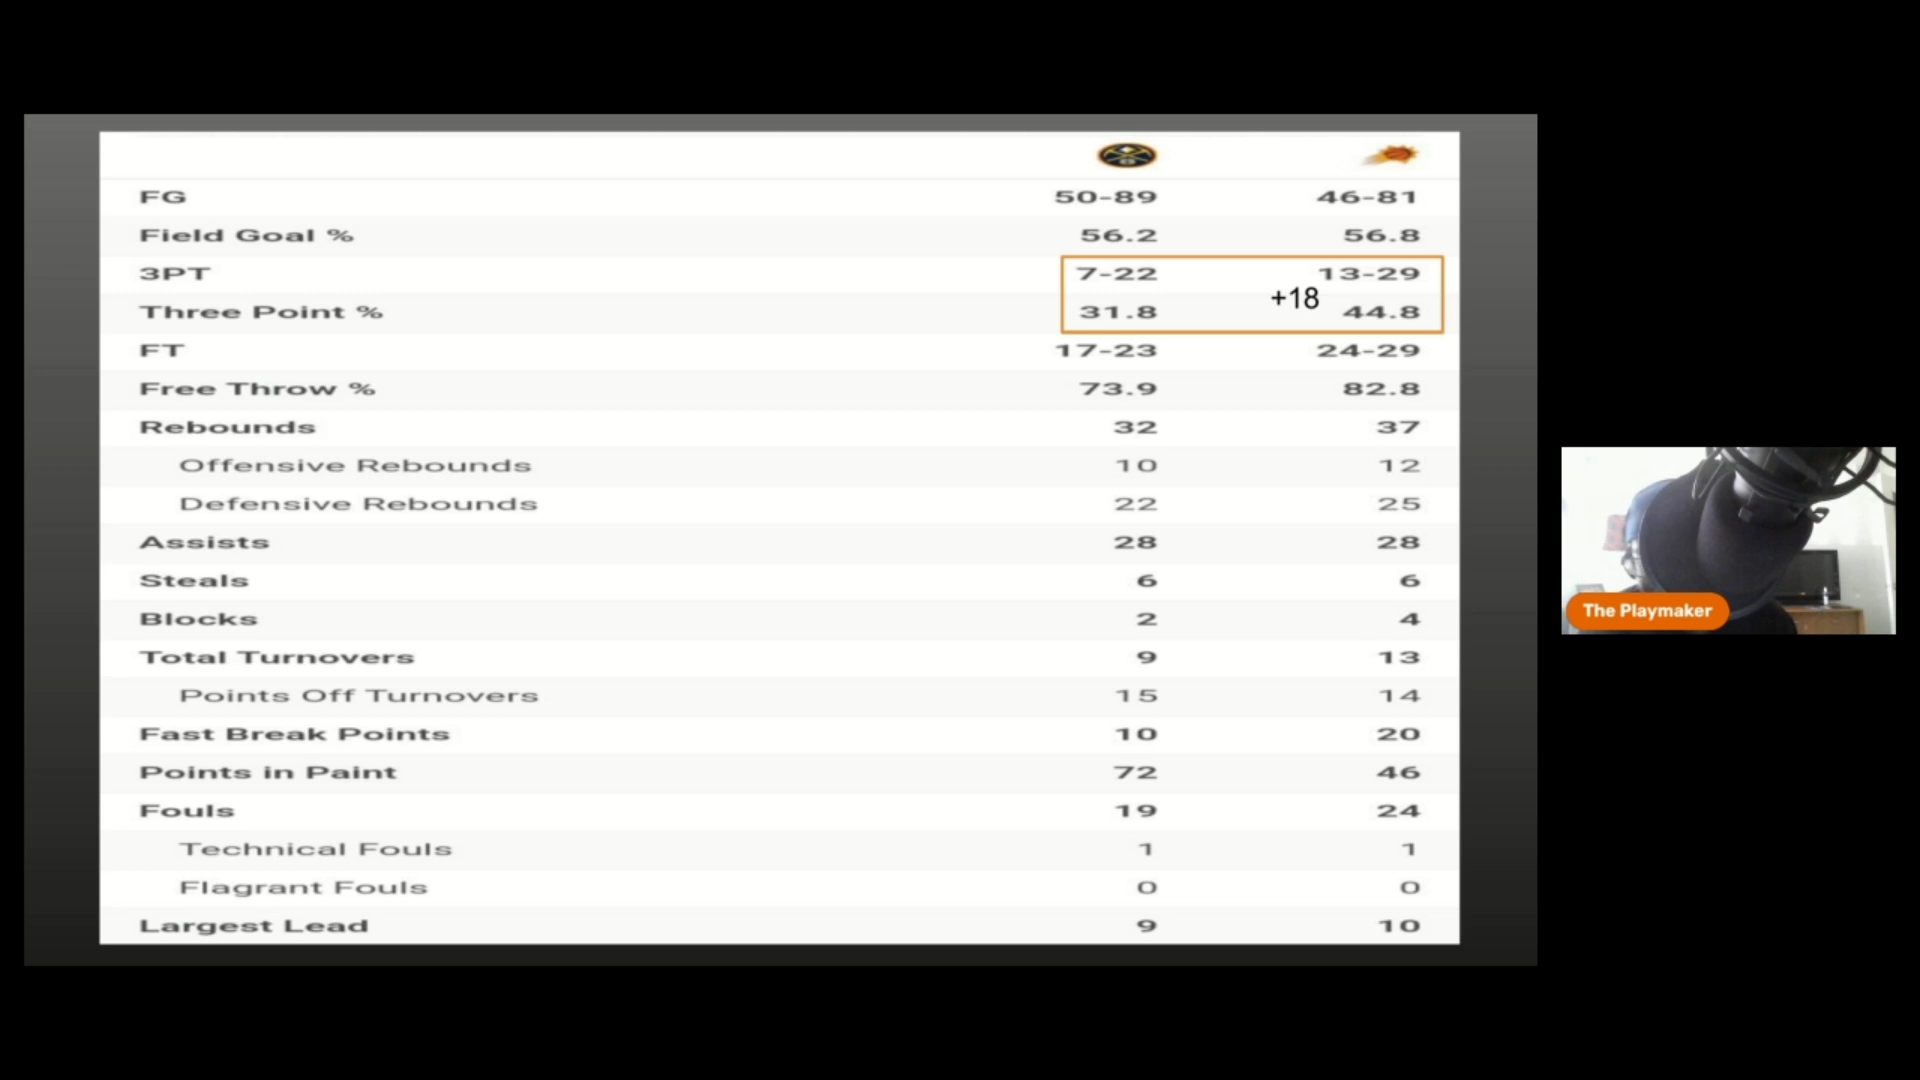 FG 50-89 46-81
Field Goal % 56.2 56.8
3PT 7-22 13-29
+18
Three Point % 31.8 44.8
FT 17-23 24-29
Free Throw % 73.9 82.8
Rebounds 32 37
Offensive Rebounds 10 12
Defensive Rebounds 22 25
Assists 28 28
Steals 6 6
Blocks 2 4
Total Turnovers 9 13
Points Off Turnovers 15 14
Fast Break Points 10 20
Points in Paint 72 46
Fouls 19 24
Technical Fouls 1 1
Flagrant Fouls 0 0
Largest Lead 9 10
The Playmaker